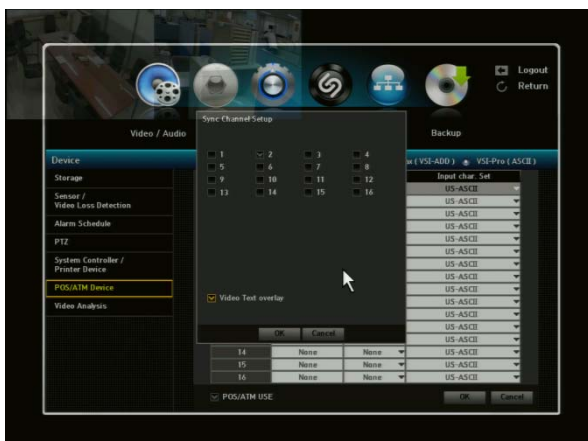 Logout
Return
Video / Audio
Backup
Sync Channel Setup
Device
(VSI-ADD) VSI-Pro (ASCII)
1 2 3 4
5 6 7 8
9 10 11 12
13 14 15 16
Input char. Set
Storage
US-ASCII
US-ASCII
Sensor /
Video Loss Detection
US-ASCII
US-ASCII
Alarm Schedule
US-ASCII
PTZ
US-ASCII
US-ASCII
System Controller /
Printer Device
US-ASCII
US-ASCII
POS/ATM Device
US-ASCII
Video Analysis
Video Text overlay
US-ASCII
US-ASCII
US-ASCII
OK Cancel
14 None None US-ASCII
15 None None US-ASCII
16 None None US-ASCII
POS/ATM USE
OK Cancel